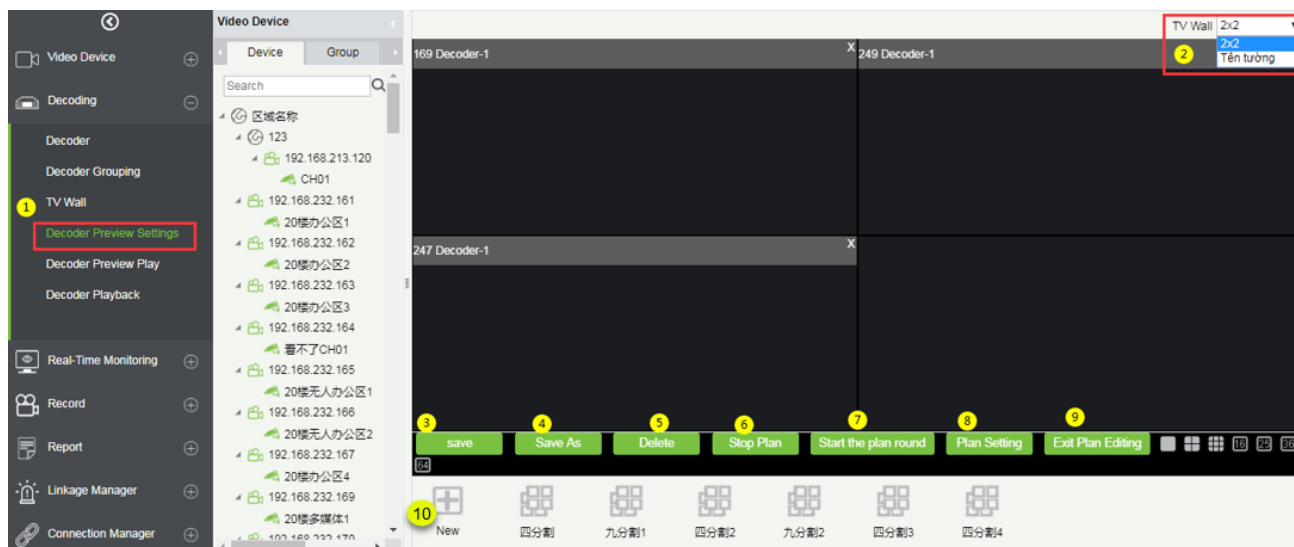 Video Device
Decoding
Decoder
Decoder Grouping
1
TV Wall
Decoder Preview Settings
Decoder Preview Play
Decoder Playback
Real-Time Monitoring
Record
Report
Linkage Manager
Connection Manager
Video Device
Device Group
Search
区域名称
123
192.168.213.120
CH01
192.168.232.161
20楼办公区1
192.168.232.162
20楼办公区2
192.168.232.163
20楼办公区3
192.168.232.164
看不了CH01
192.168.232.165
20楼无人办公区1
192.168.232.166
20楼无人办公区2
192.168.232.167
20楼办公区4
192.168.232.169
20楼多媒体1
192.168.232.170
TV Wall 2x2
2x2
2
Tên tường
169 Decoder-1 X
249 Decoder-1
247 Decoder-1 X
3 4 5 6 7 8 9
save Save As Delete Stop Plan Start the plan round Plan Setting Exit Plan Editing 16 25 36
64
10
New 四分割 九分割1 四分割2 九分割2 四分割3 四分割4